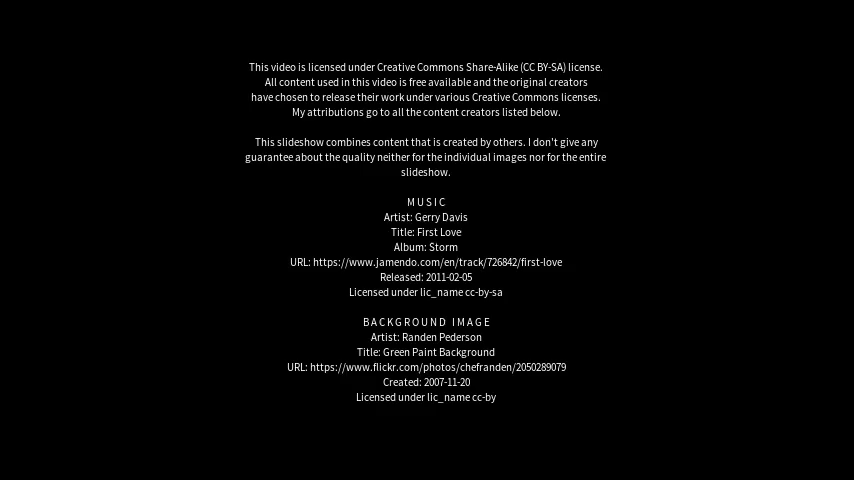 This video is licensed under Creative Commons Share-Alike (CC BY-SA) license.
All content used in this video is free available and the original creators
have chosen to release their work under various Creative Commons licenses.
My attributions go to all the content creators listed below.
This slideshow combines content that is created by others. I don't give any
guarantee about the quality neither for the individual images nor for the entire
slideshow.
MUSIC
Artist: Gerry Davis
Title: First Love
Album: Storm
URL: https://www.jamendo.com/en/track/726842/first-love
Released: 2011-02-05
Licensed under lic_name cc-by-sa
BACKGROUND IMAGE
Artist: Randen Pederson
Title: Green Paint Background
URL: https://www.flickr.com/photos/chefranden/2050289079
Created: 2007-11-20
Licensed under lic_name cc-by